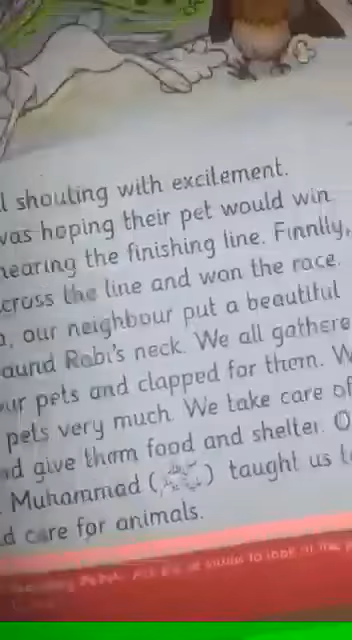 shouting with excitement.
was hoping their pet would win
nearing the finishing line. Finnlly,
cross the line and won the race.
, our neighbour put a beautiful
aund Rabi's neck. We all gathere
ur pets and clapped for them. W
pets very much. We take care of
nd give them food and shelter. O
Muhammad ( ) taught us t
d care for animals.